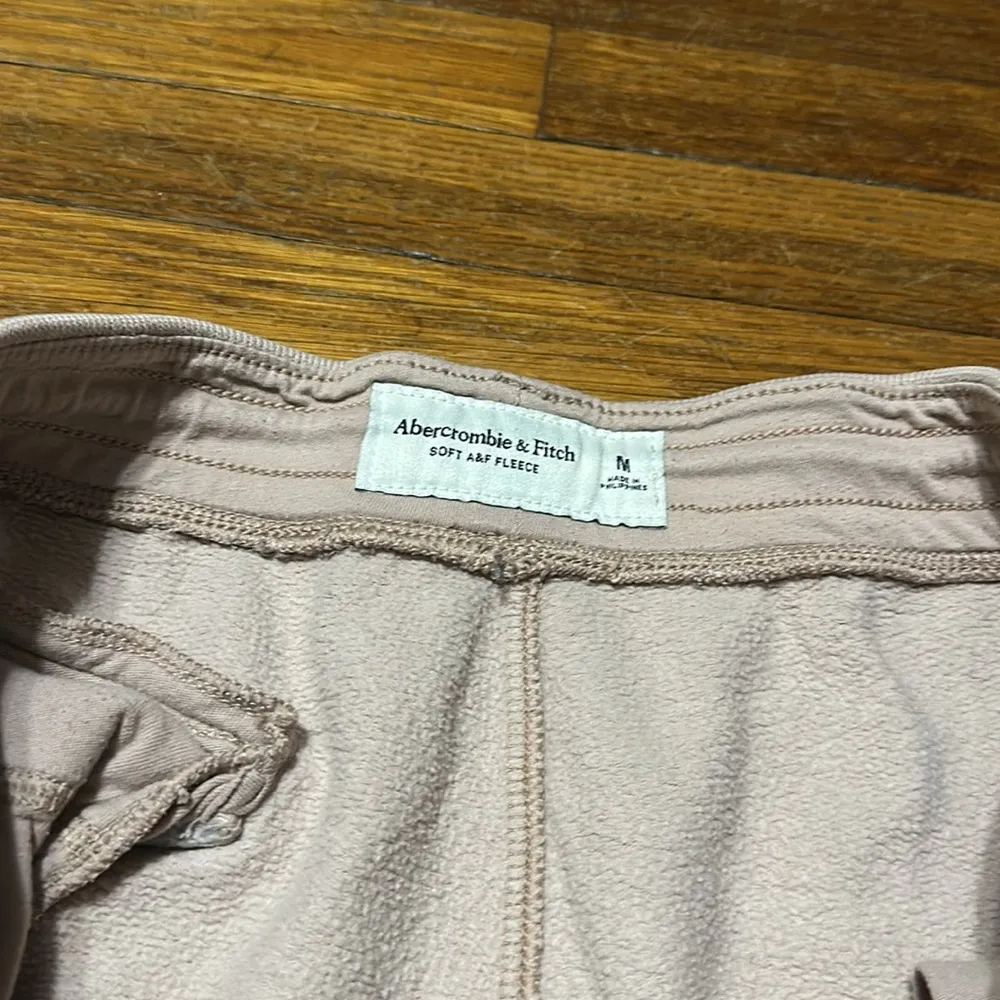 Abercrombie & Fitch
SOFT A&F FLEECE
M
MADE IN
PHILIPPINES